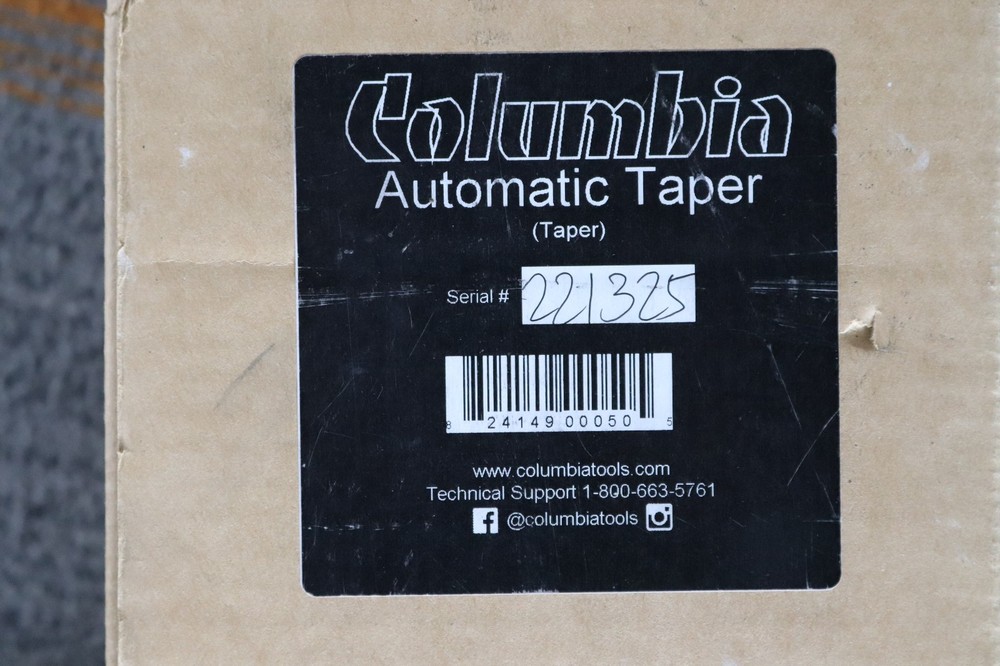 Columbia
Automatic Taper
(Taper)
Serial # 221325
8 24149 00050 5
www.columbiatools.com
Technical Support 1-800-663-5761
@columbiatools